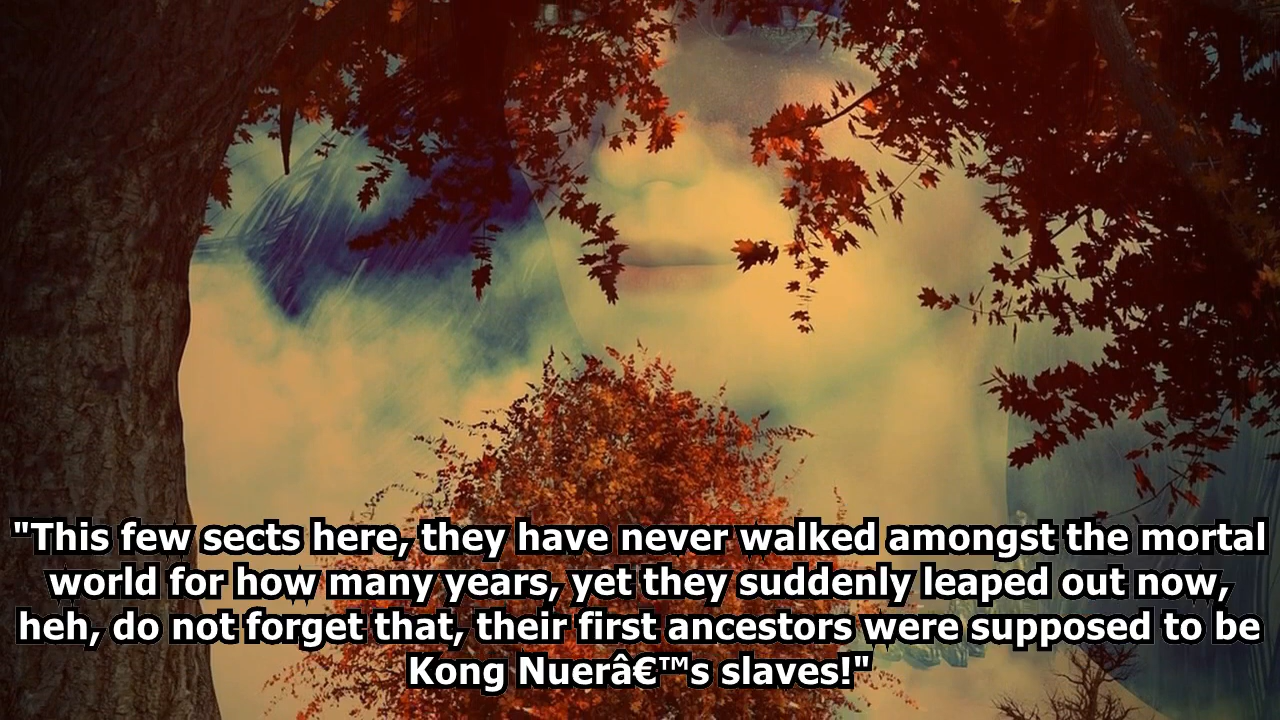 "This few sects here, they have never walked amongst the mortal
world for how many years, yet they suddenly leaped out now,
heh, do not forget that, their first ancestors were supposed to be
Kong Nuerâ€™s slaves!"